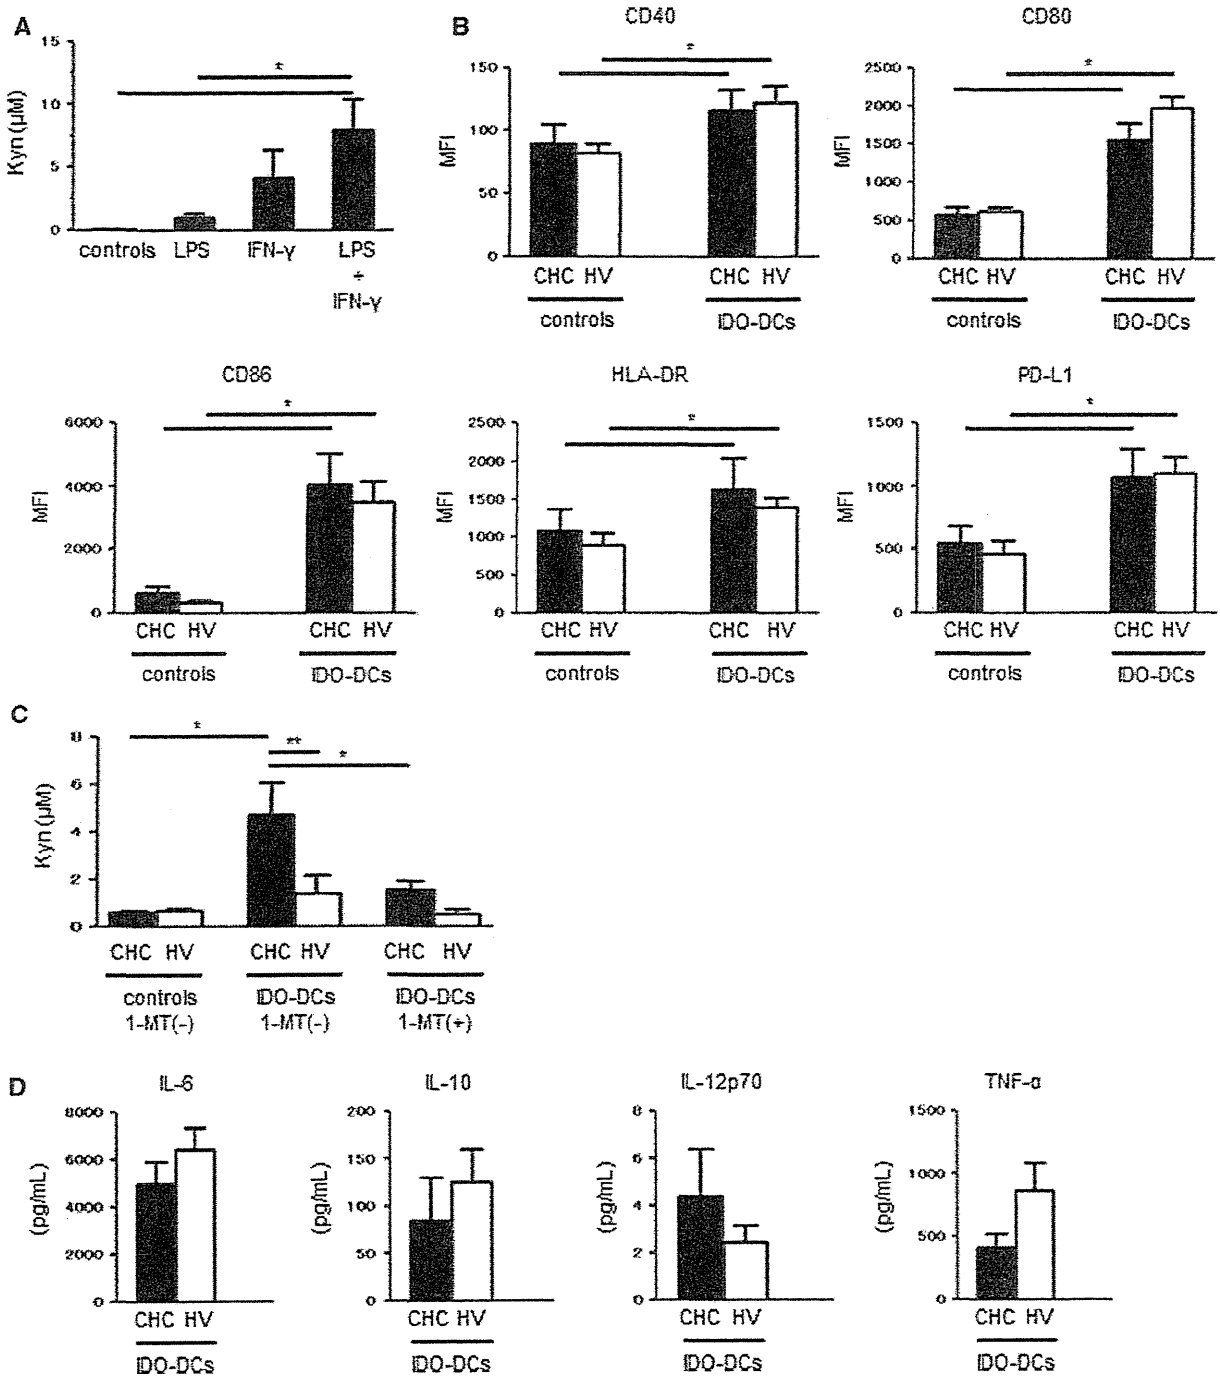 A
Kyn (μM)
15
10
5
0
*
controls LPS IFN-γ LPS
+
IFN-γ
B
CD40
MFI
150
100
50
0
*
CHC HV CHC HV
controls IDO-DCs
CD80
MFI
2500
2000
1500
1000
500
0
*
CHC HV CHC HV
controls IDO-DCs
CD86
MFI
6000
4000
2000
0
*
CHC HV CHC HV
controls IDO-DCs
HLA-DR
MFI
2500
2000
1500
1000
500
0
*
CHC HV CHC HV
controls IDO-DCs
PD-L1
MFI
1500
1000
500
0
*
CHC HV CHC HV
controls IDO-DCs
C
Kyn (μM)
8
6
4
2
0
*
**
*
CHC HV CHC HV CHC HV
controls IDO-DCs IDO-DCs
1-MT(-) 1-MT(-) 1-MT(+)
D
IL-6
(pg/mL)
8000
6000
4000
2000
0
CHC HV
IDO-DCs
IL-10
(pg/mL)
200
150
100
50
0
CHC HV
IDO-DCs
IL-12p70
(pg/mL)
8
6
4
2
0
CHC HV
IDO-DCs
TNF-α
(pg/mL)
1500
1000
500
0
CHC HV
IDO-DCs